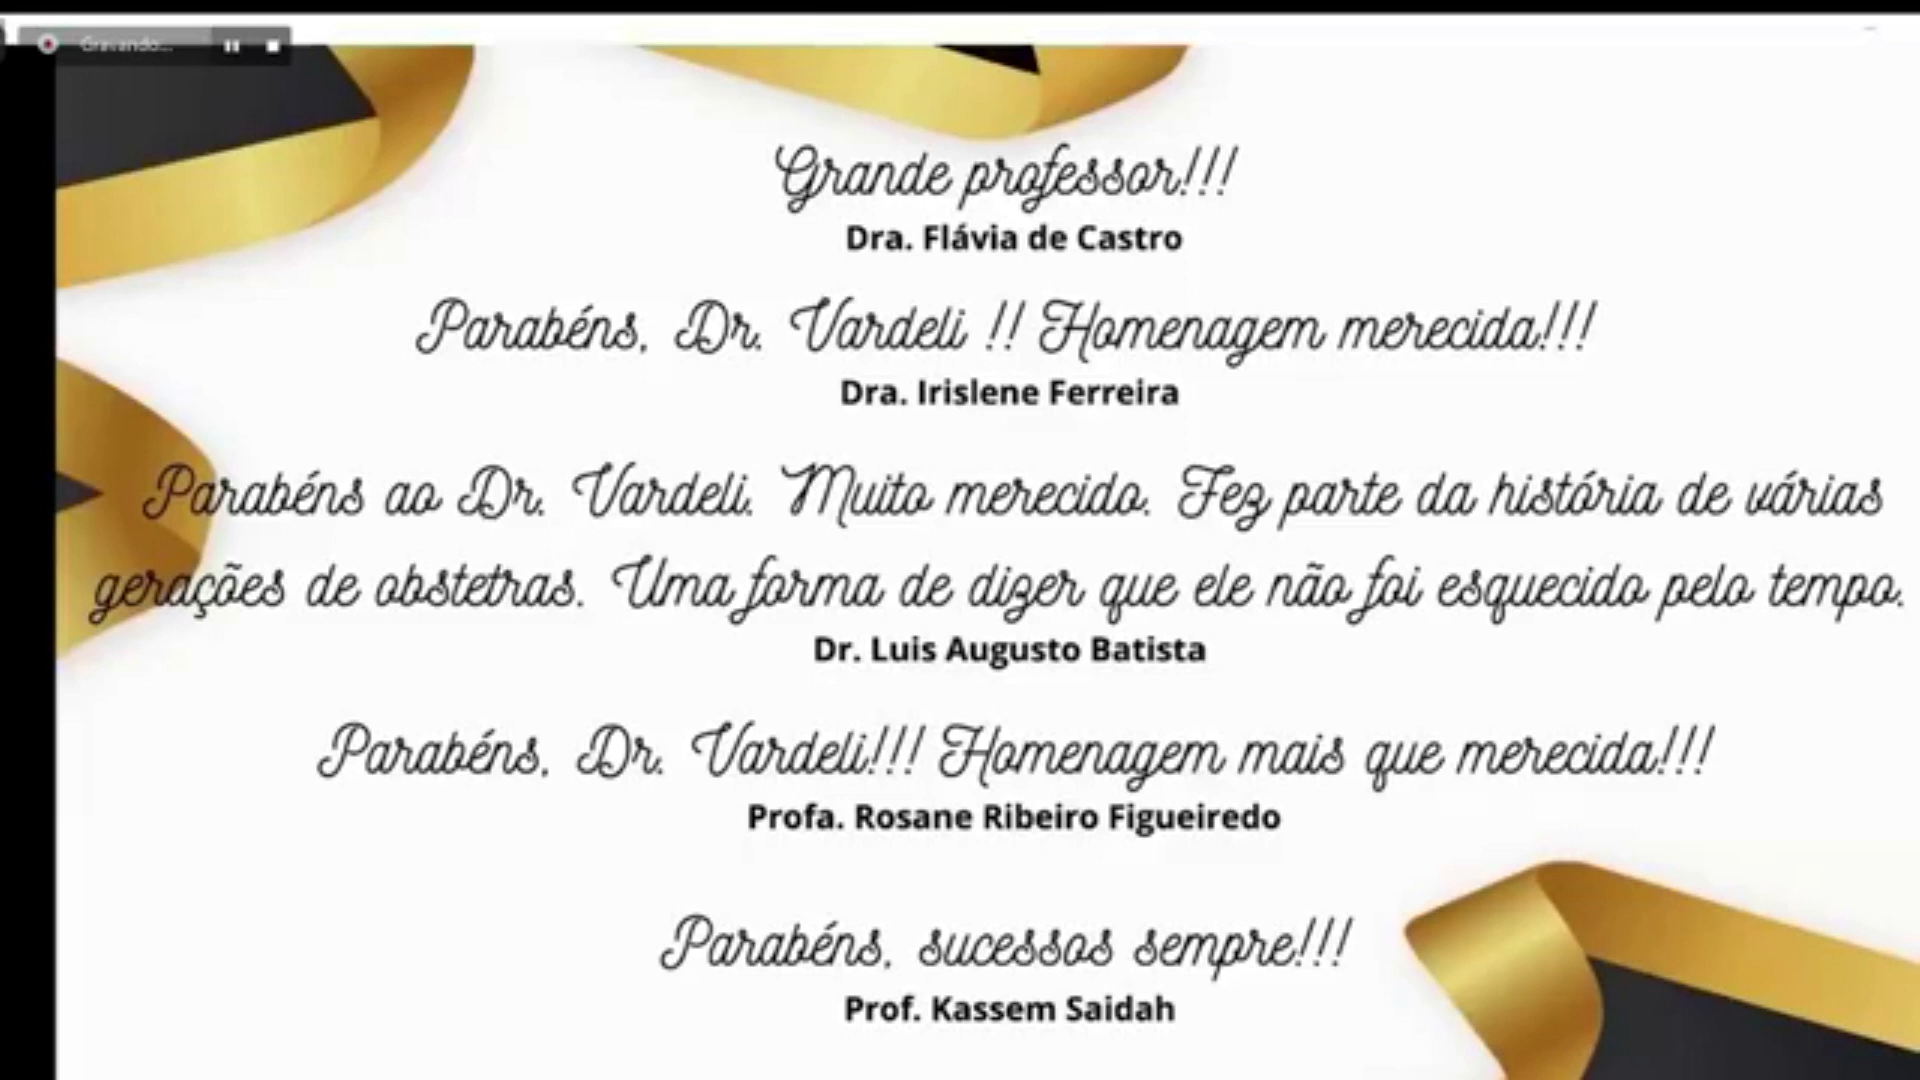 Gravando...
Grande professor!!!
Dra. Flávia de Castro
Parabéns, Dr. Vardeli !! Homenagem merecida!!!
Dra. Irislene Ferreira
Parabéns ao Dr. Vardeli. Muito merecido. Fez parte da história de várias
gerações de obstetras. Uma forma de dizer que ele não foi esquecido pelo tempo.
Dr. Luis Augusto Batista
Parabéns, Dr. Vardeli!!! Homenagem mais que merecida!!!
Profa. Rosane Ribeiro Figueiredo
Parabéns, sucessos sempre!!!
Prof. Kassem Saidah